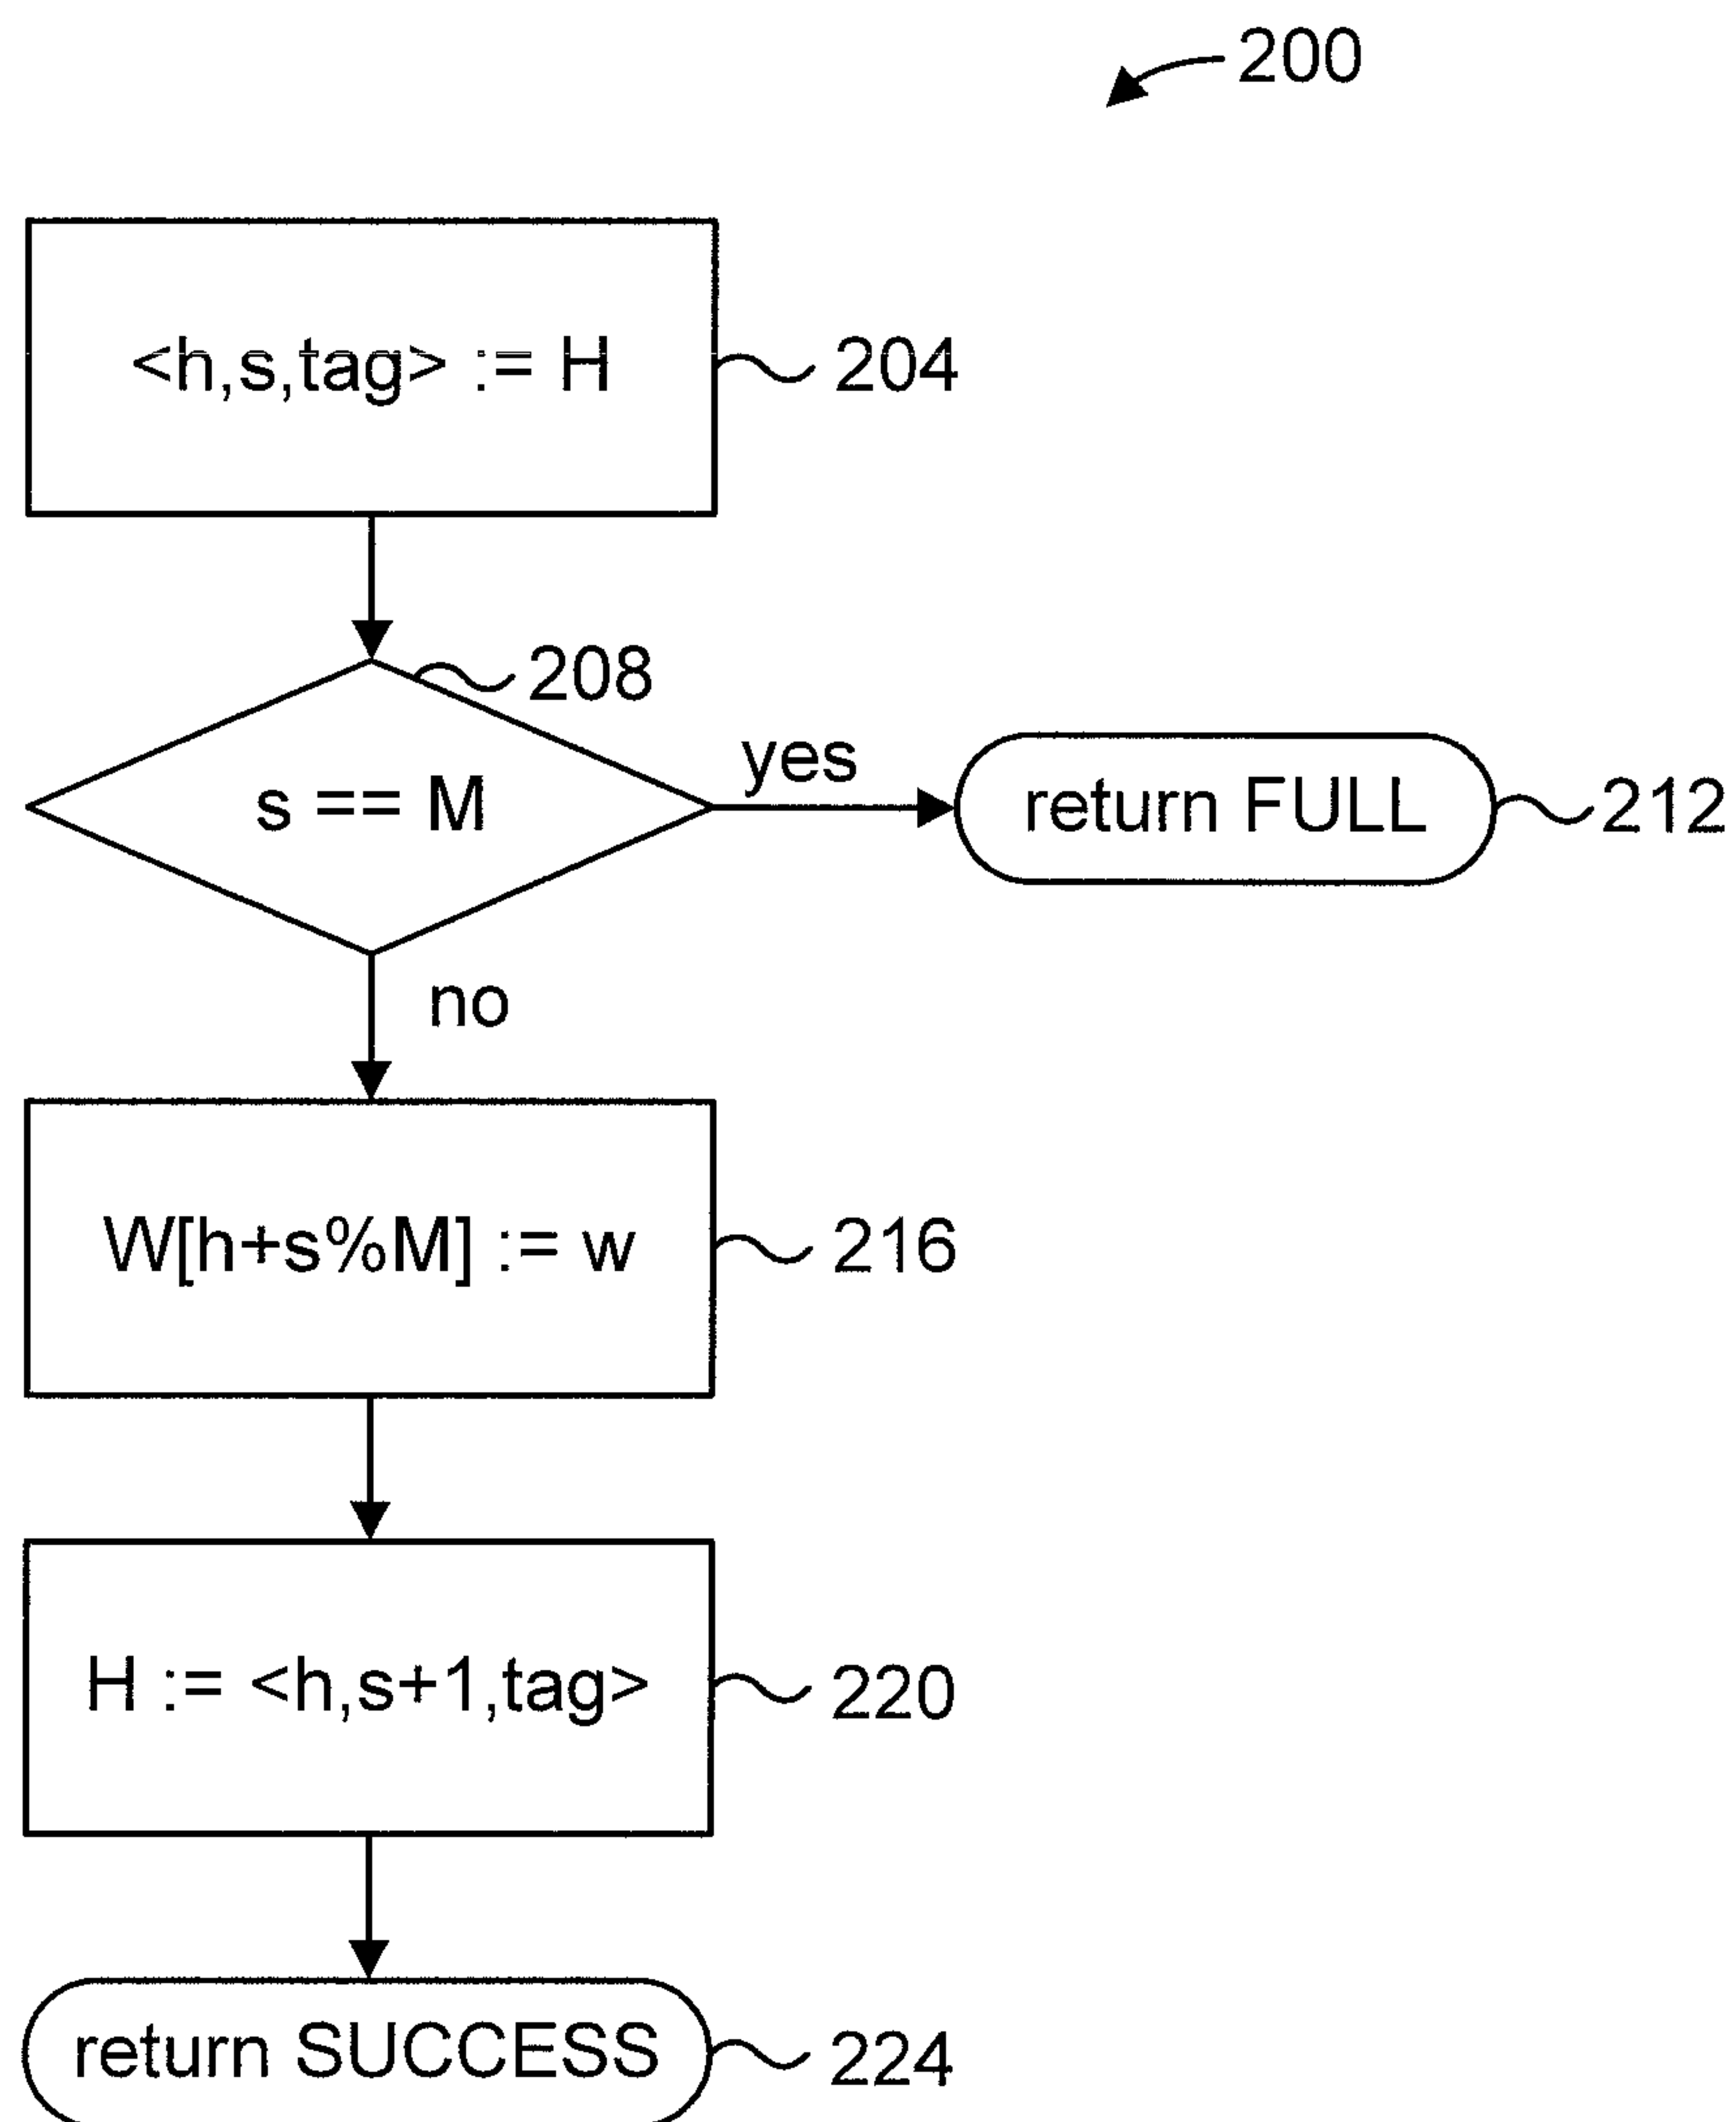 200
<h,s,tag> := H
204
208
s == M
yes
return FULL
212
no
W[h+s%M] := w
216
H := <h,s+1,tag>
220
return SUCCESS
224